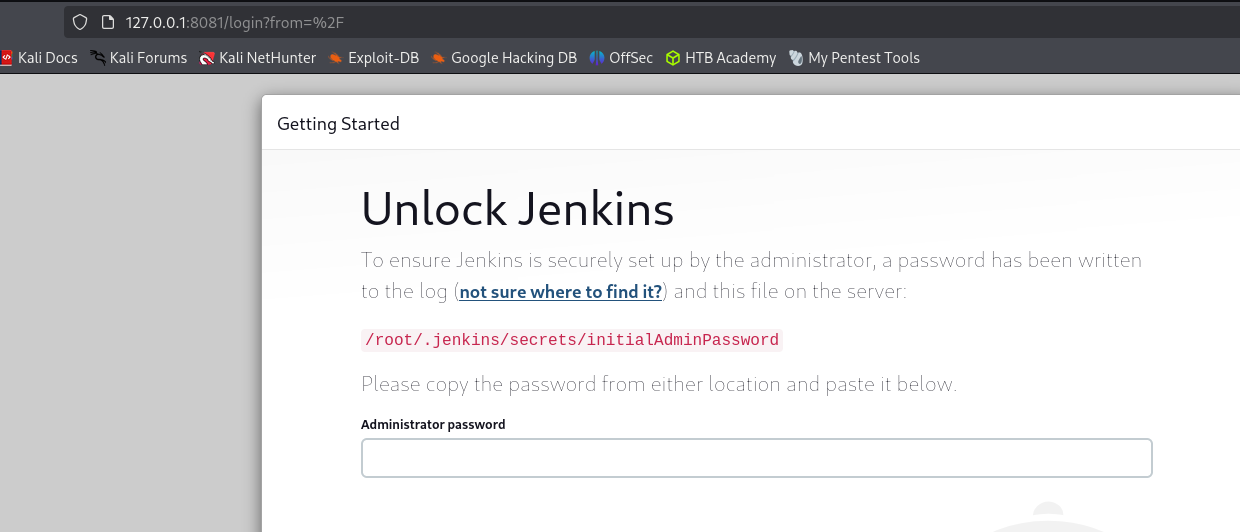 127.0.0.1:8081/login?from=%2F
Kali Docs Kali Forums Kali NetHunter Exploit-DB Google Hacking DB OffSec HTB Academy My Pentest Tools
Getting Started
Unlock Jenkins
To ensure Jenkins is securely set up by the administrator, a password has been written
to the log (not sure where to find it?) and this file on the server:
/root/.jenkins/secrets/initialAdminPassword
Please copy the password from either location and paste it below.
Administrator password